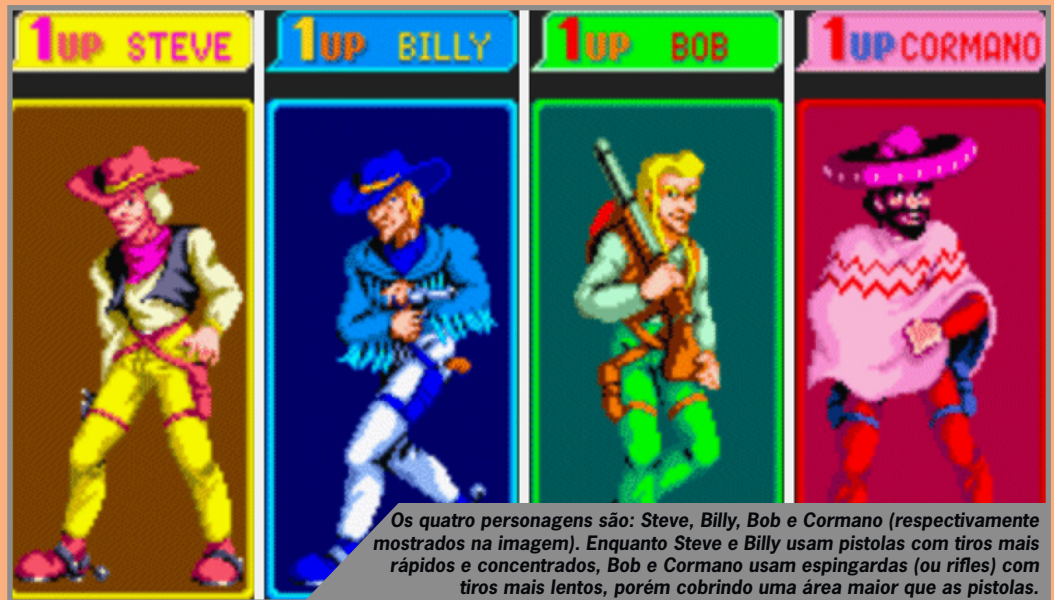 1UP STEVE
1UP BILLY
1UP BOB
1UP CORMANO
Os quatro personagens são: Steve, Billy, Bob e Cormano (respectivamente
mostrados na imagem). Enquanto Steve e Billy usam pistolas com tiros mais
rápidos e concentrados, Bob e Cormano usam espingardas (ou rifles) com
tiros mais lentos, porém cobrindo uma área maior que as pistolas.